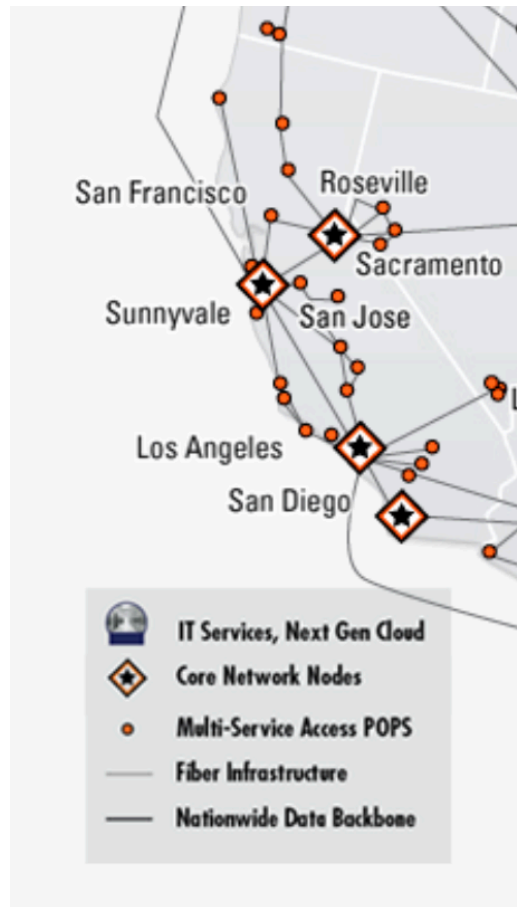 Roseville
San Francisco
Sacramento
Sunnyvale
San Jose
Los Angeles
San Diego
L
IT Services, Next Gen Cloud
Core Network Nodes
Multi-Service Access POPS
Fiber Infrastructure
Nationwide Data Backbone